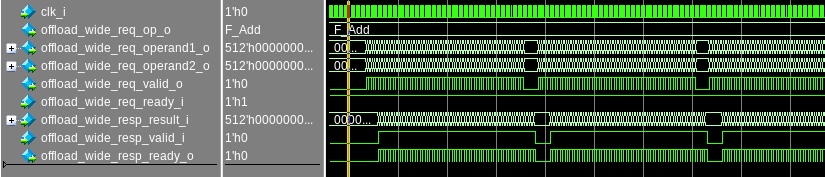 clk_i 1'h0
offload_wide_req_op_o F_Add F_Add
offload_wide_req_operand1_o 512'h0000000... 00...
offload_wide_req_operand2_o 512'h0000000... 00...
offload_wide_req_valid_o 1'h0
offload_wide_req_ready_i 1'h1
offload_wide_resp_result_i 512'h0000000... 0000...
offload_wide_resp_valid_i 1'h0
offload_wide_resp_ready_o 1'h0